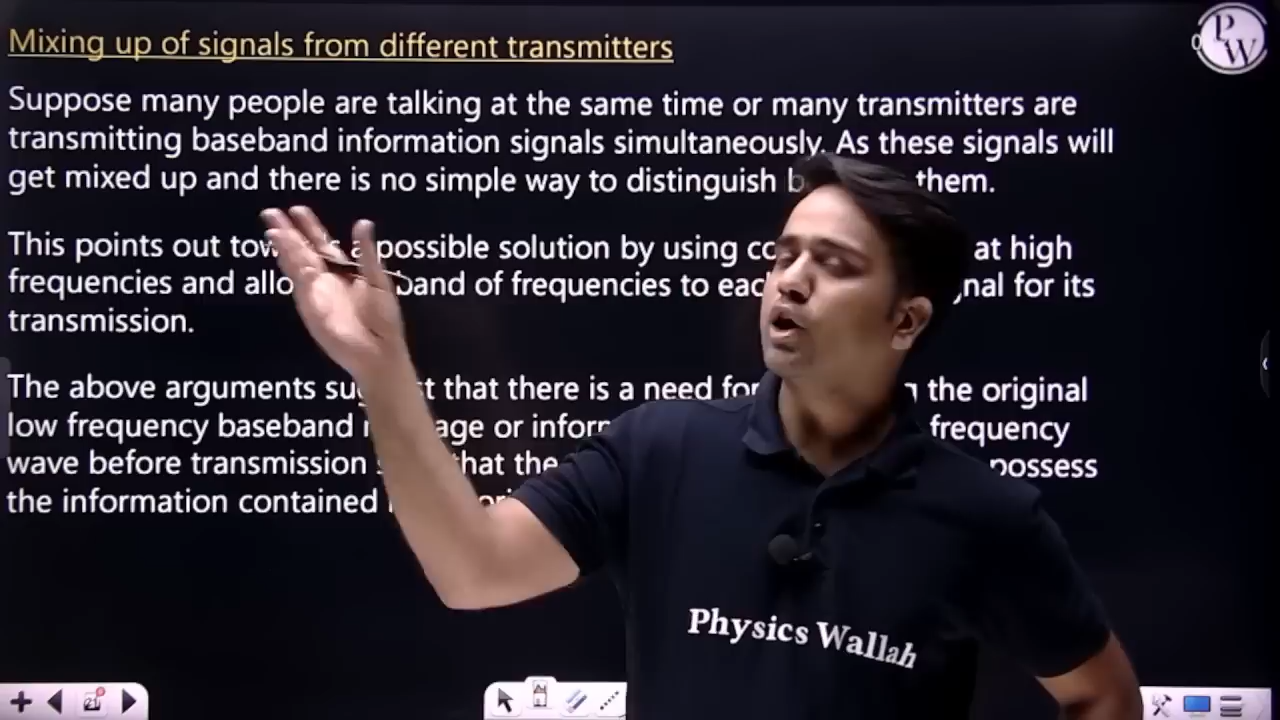 Mixing up of signals from different transmitters
PW
Suppose many people are talking at the same time or many transmitters are
transmitting baseband information signals simultaneously. As these signals will
get mixed up and there is no simple way to distinguish them.
This points out a possible solution by using at high
frequencies and band of frequencies to for its
transmission.
The above arguments that there is a need for the original
low frequency baseband or frequency
wave before transmission that the possess
the information contained
Physics Wallah
21